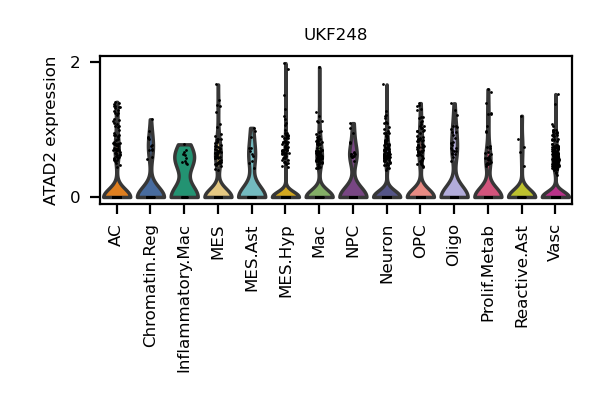 UKF248
ATAD2 expression
2
0
AC
Chromatin.Reg
Inflammatory.Mac
MES
MES.Ast
MES.Hyp
Mac
NPC
Neuron
OPC
Oligo
Prolif.Metab
Reactive.Ast
Vasc